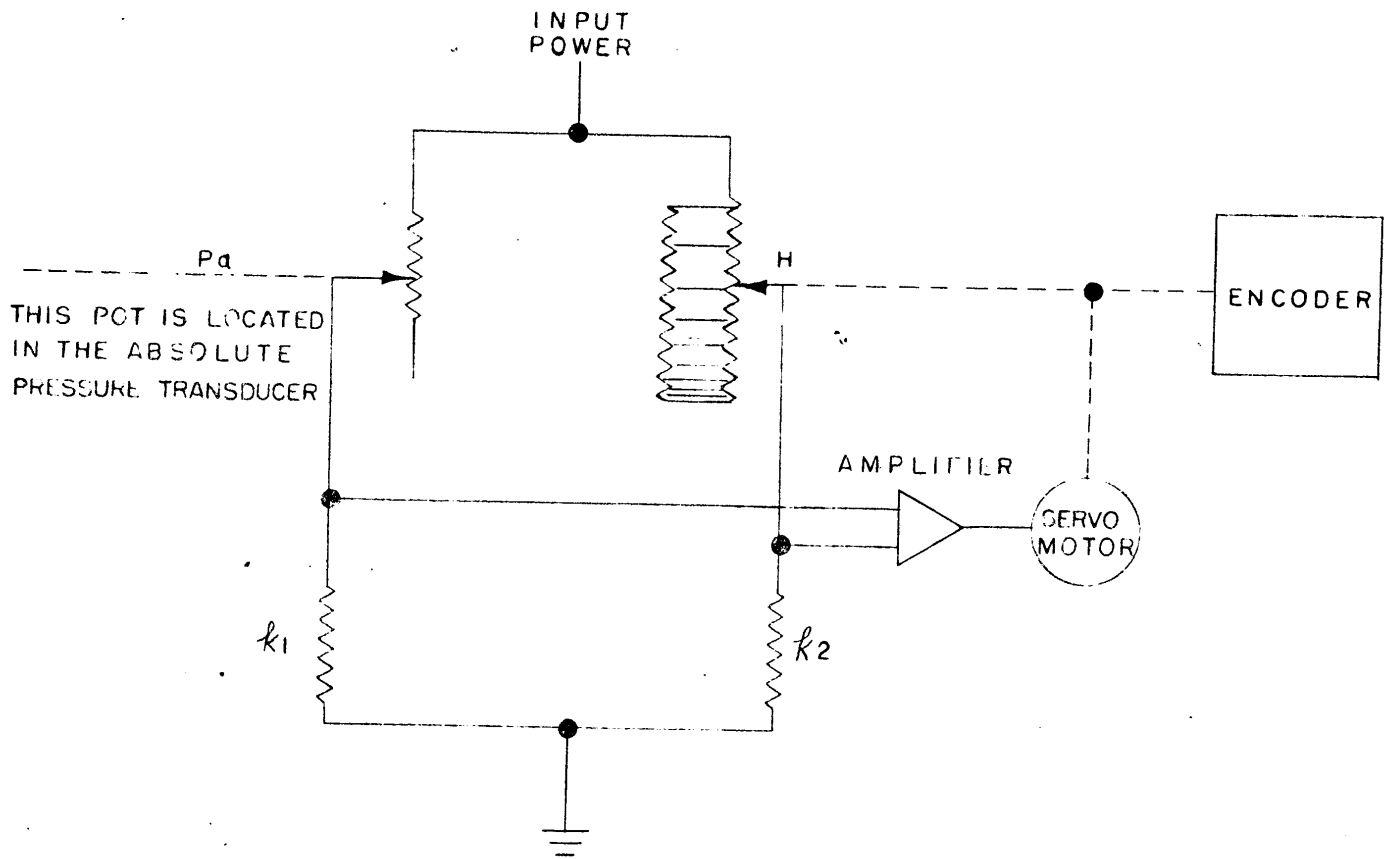 INPUT
POWER
Pa
THIS POT IS LOCATED
IN THE ABSOLUTE
PRESSURE TRANSDUCER
H
ENCODER
AMPLIFIER
SERVO
MOTOR
k1
k2